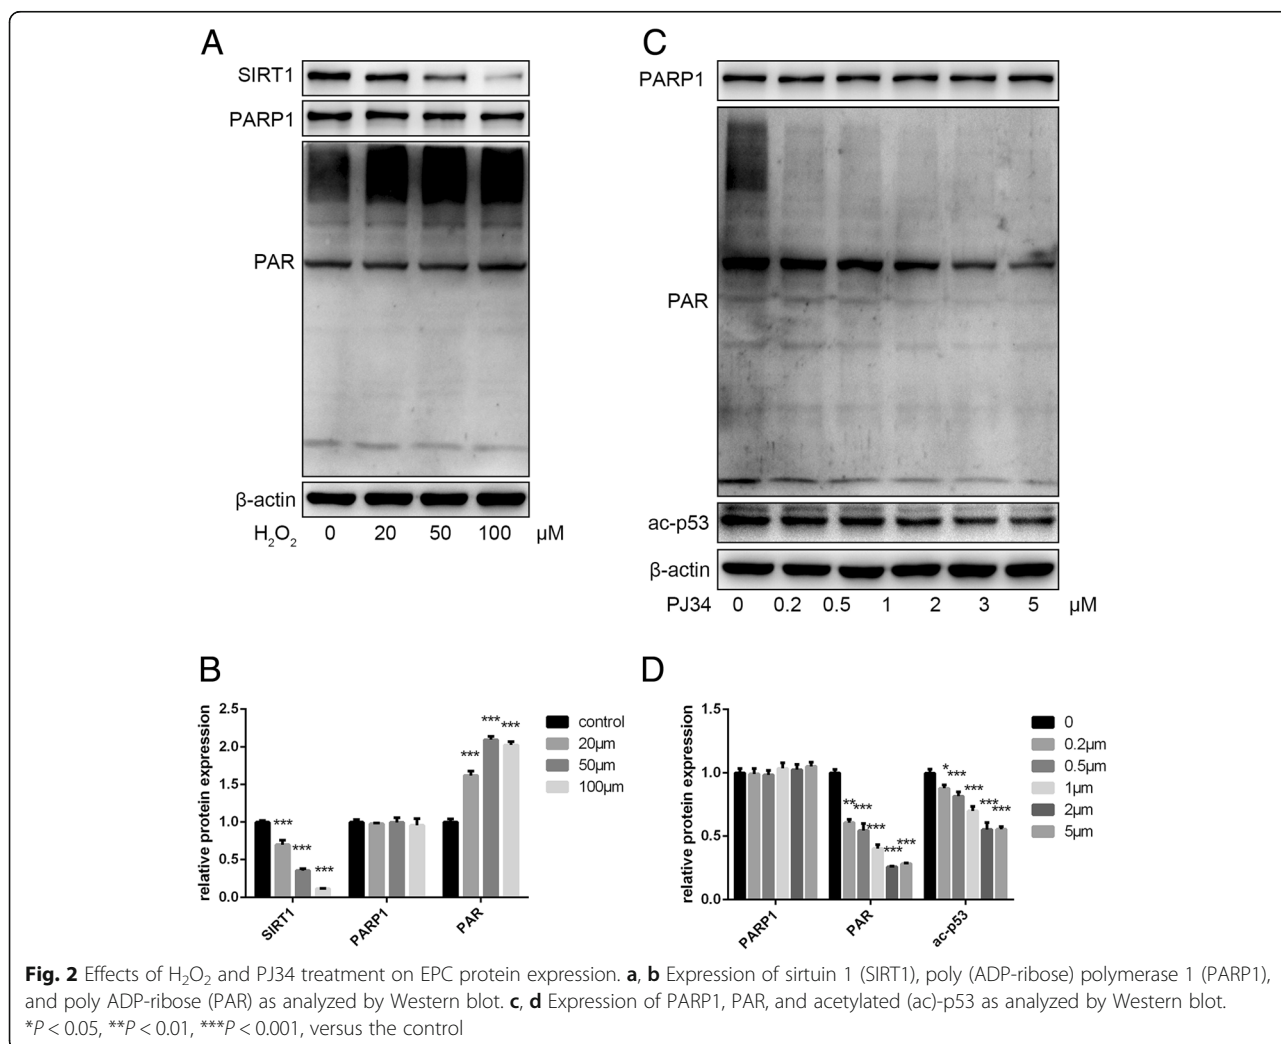 A
SIRT1
PARP1
PAR
β-actin
H₂O₂ 0 20 50 100 μM
C
PARP1
PAR
ac-p53
β-actin
PJ34 0 0.2 0.5 1 2 3 5 μM
B
relative protein expression
2.5
2.0
1.5
1.0
0.5
0.0
***
***
***
***
***
***
SIRT1
PARP1
PAR
control
20μm
50μm
100μm
D
relative protein expression
1.5
1.0
0.5
0.0
**
***
***
***
***
*
***
***
***
***
PARP1
PAR
ac-p53
0
0.2μm
0.5μm
1μm
2μm
5μm
Fig. 2 Effects of H₂O₂ and PJ34 treatment on EPC protein expression. a, b Expression of sirtuin 1 (SIRT1), poly (ADP-ribose) polymerase 1 (PARP1),
and poly ADP-ribose (PAR) as analyzed by Western blot. c, d Expression of PARP1, PAR, and acetylated (ac)-p53 as analyzed by Western blot.
*P < 0.05, **P < 0.01, ***P < 0.001, versus the control